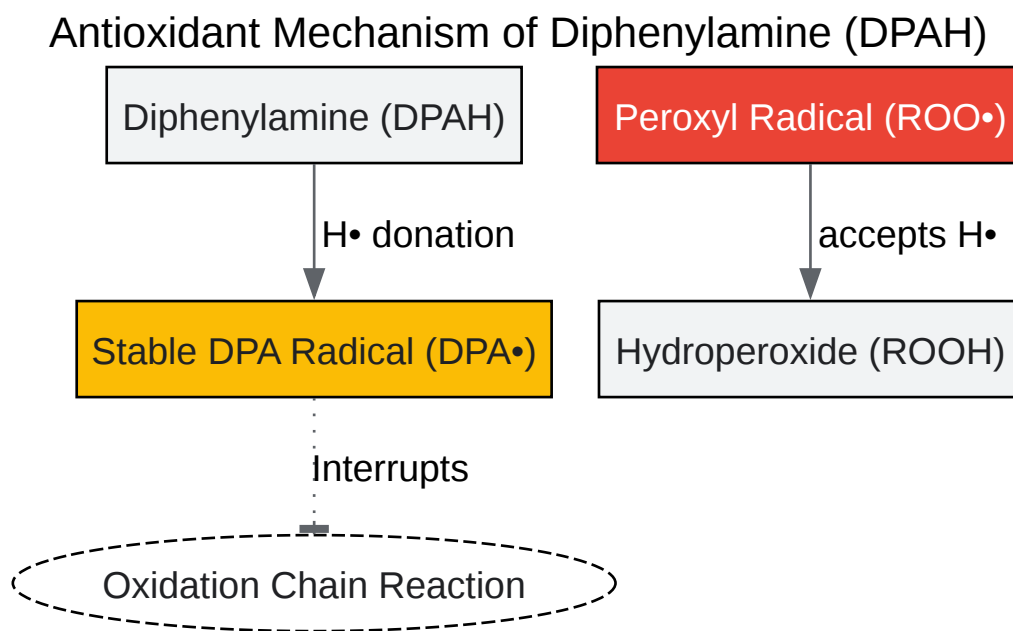 Antioxidant Mechanism of Diphenylamine (DPAH)
Diphenylamine (DPAH)
Peroxyl Radical (ROO•)
H• donation
accepts H•
Stable DPA Radical (DPA•)
Hydroperoxide (ROOH)
Interrupts
Oxidation Chain Reaction